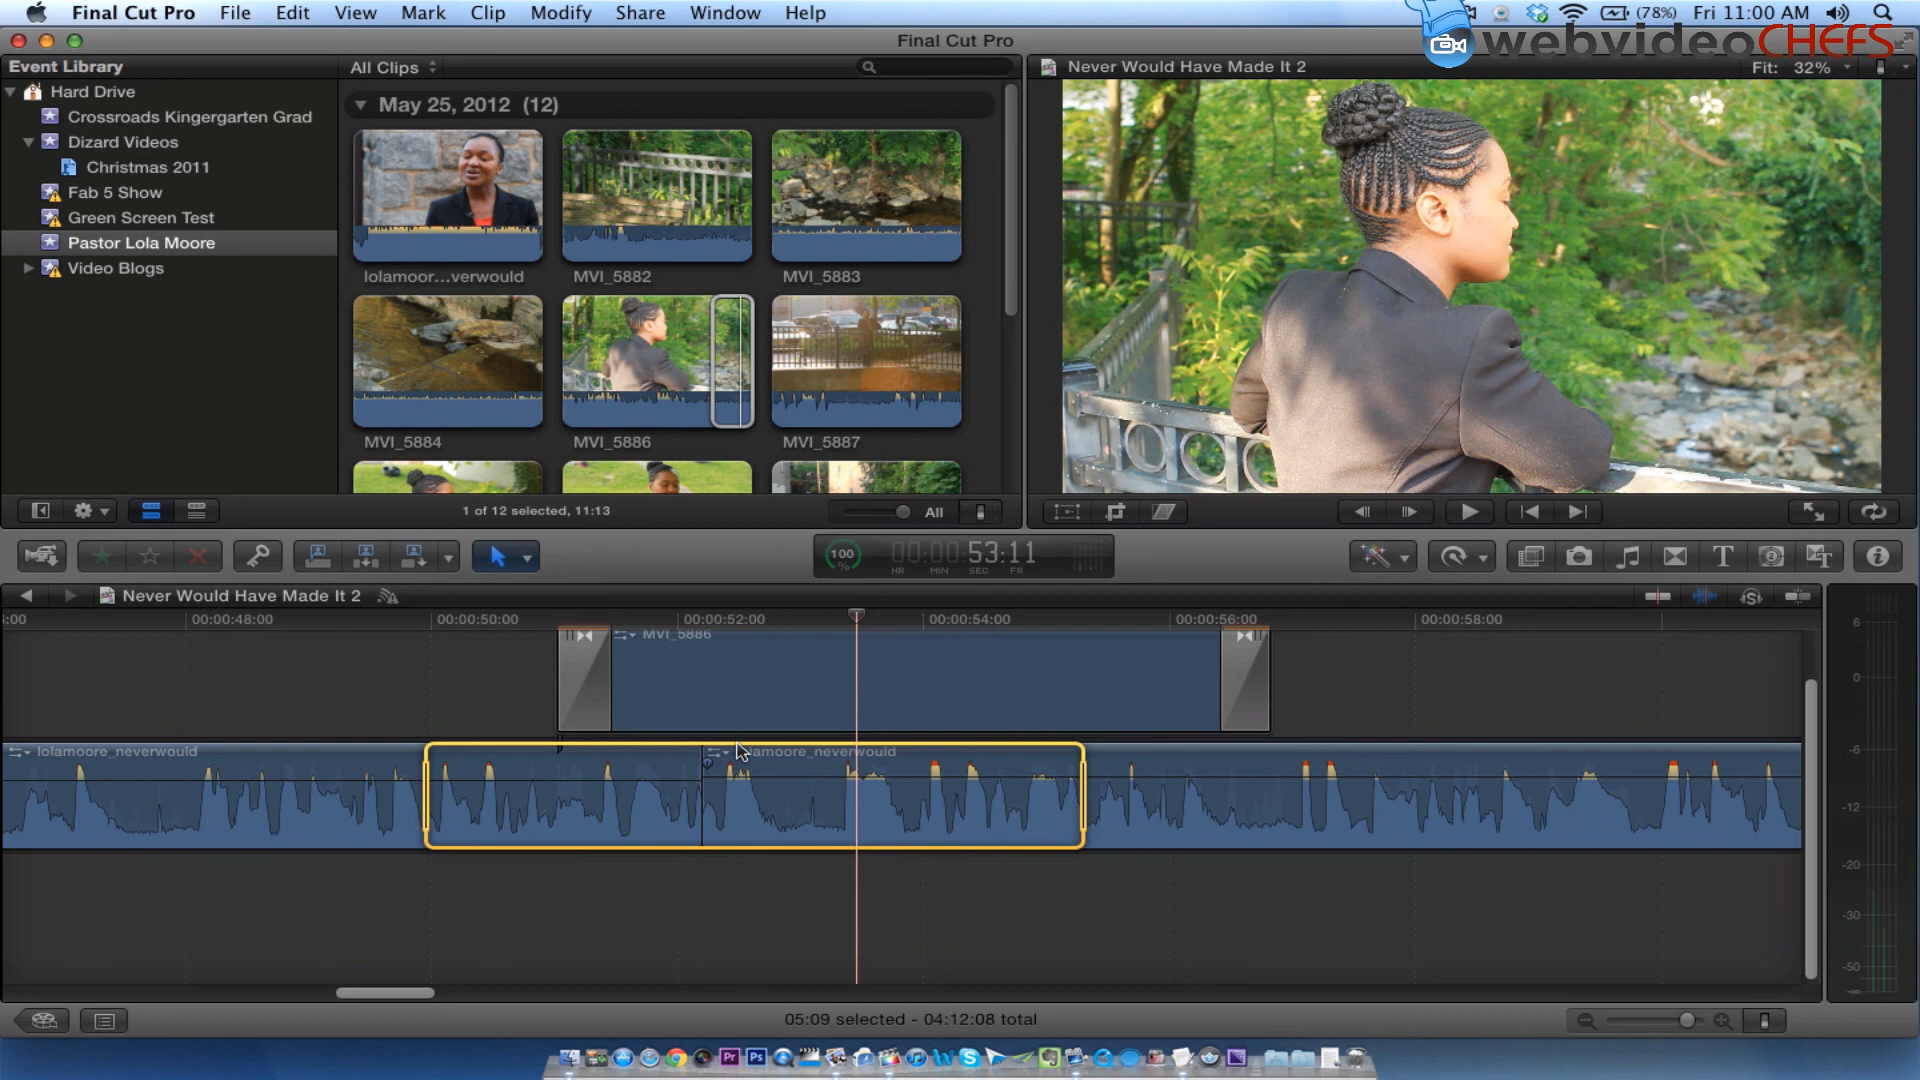 Final Cut Pro File Edit View Mark Clip Modify Share Window Help (78%) Fri 11:00 AM
webvideoCHEFS
Final Cut Pro
Event Library
All Clips
Never Would Have Made It 2
Fit: 32%
Hard Drive
Crossroads Kingergarten Grad
Dizard Videos
Christmas 2011
Fab 5 Show
Green Screen Test
Pastor Lola Moore
Video Blogs
May 25, 2012 (12)
lolamoor...verwould
MVI_5882
MVI_5883
MVI_5884
MVI_5886
MVI_5887
1 of 12 selected, 11:13
All
100
%
00:00:53:11
HR MIN SEC FR
Never Would Have Made It 2
00:00:48:00
00:00:50:00
00:00:52:00
00:00:54:00
00:00:56:00
00:00:58:00
MVI_5886
lolamoore_neverwould
amoore_neverwould
6
0
-6
-12
-20
-30
-50
-∞
05:09 selected - 04:12:08 total
Pr
Ps